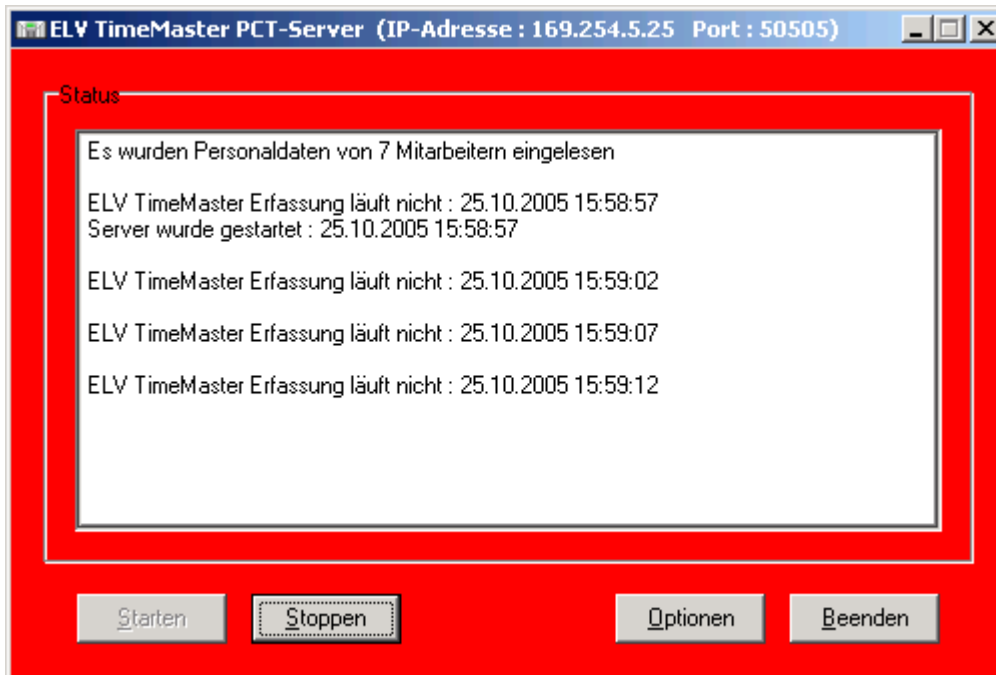 ELV TimeMaster PCT-Server (IP-Adresse : 169.254.5.25 Port : 50505)
Status
Es wurden Personaldaten von 7 Mitarbeitern eingelesen
ELV TimeMaster Erfassung läuft nicht : 25.10.2005 15:58:57
Server wurde gestartet : 25.10.2005 15:58:57
ELV TimeMaster Erfassung läuft nicht : 25.10.2005 15:59:02
ELV TimeMaster Erfassung läuft nicht : 25.10.2005 15:59:07
ELV TimeMaster Erfassung läuft nicht : 25.10.2005 15:59:12
Starten Stoppen Optionen Beenden